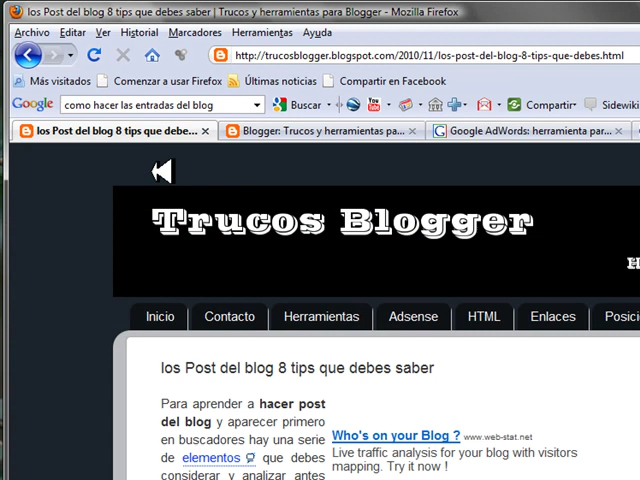 los Post del blog 8 tips que debes saber | Trucos y herramientas para Blogger - Mozilla Firefox
Archivo Editar Ver Historial Marcadores Herramientas Ayuda
http://trucosblogger.blogspot.com/2010/11/los-post-del-blog-8-tips-que-debes.html
Más visitados Comenzar a usar Firefox Últimas noticias Compartir en Facebook
Google como hacer las entradas del blog Buscar Compartir Sidewiki
los Post del blog 8 tips que debe... Blogger: Trucos y herramientas pa... Google AdWords: herramienta par...
Trucos Blogger
H
Inicio Contacto Herramientas Adsense HTML Enlaces Posici
los Post del blog 8 tips que debes saber
Para aprender a hacer post
del blog y aparecer primero
en buscadores hay una serie
de elementos que debes
considerar y analizar antes
Who's on your Blog ? www.web-stat.net
Live traffic analysis for your blog with visitors
mapping. Try it now !